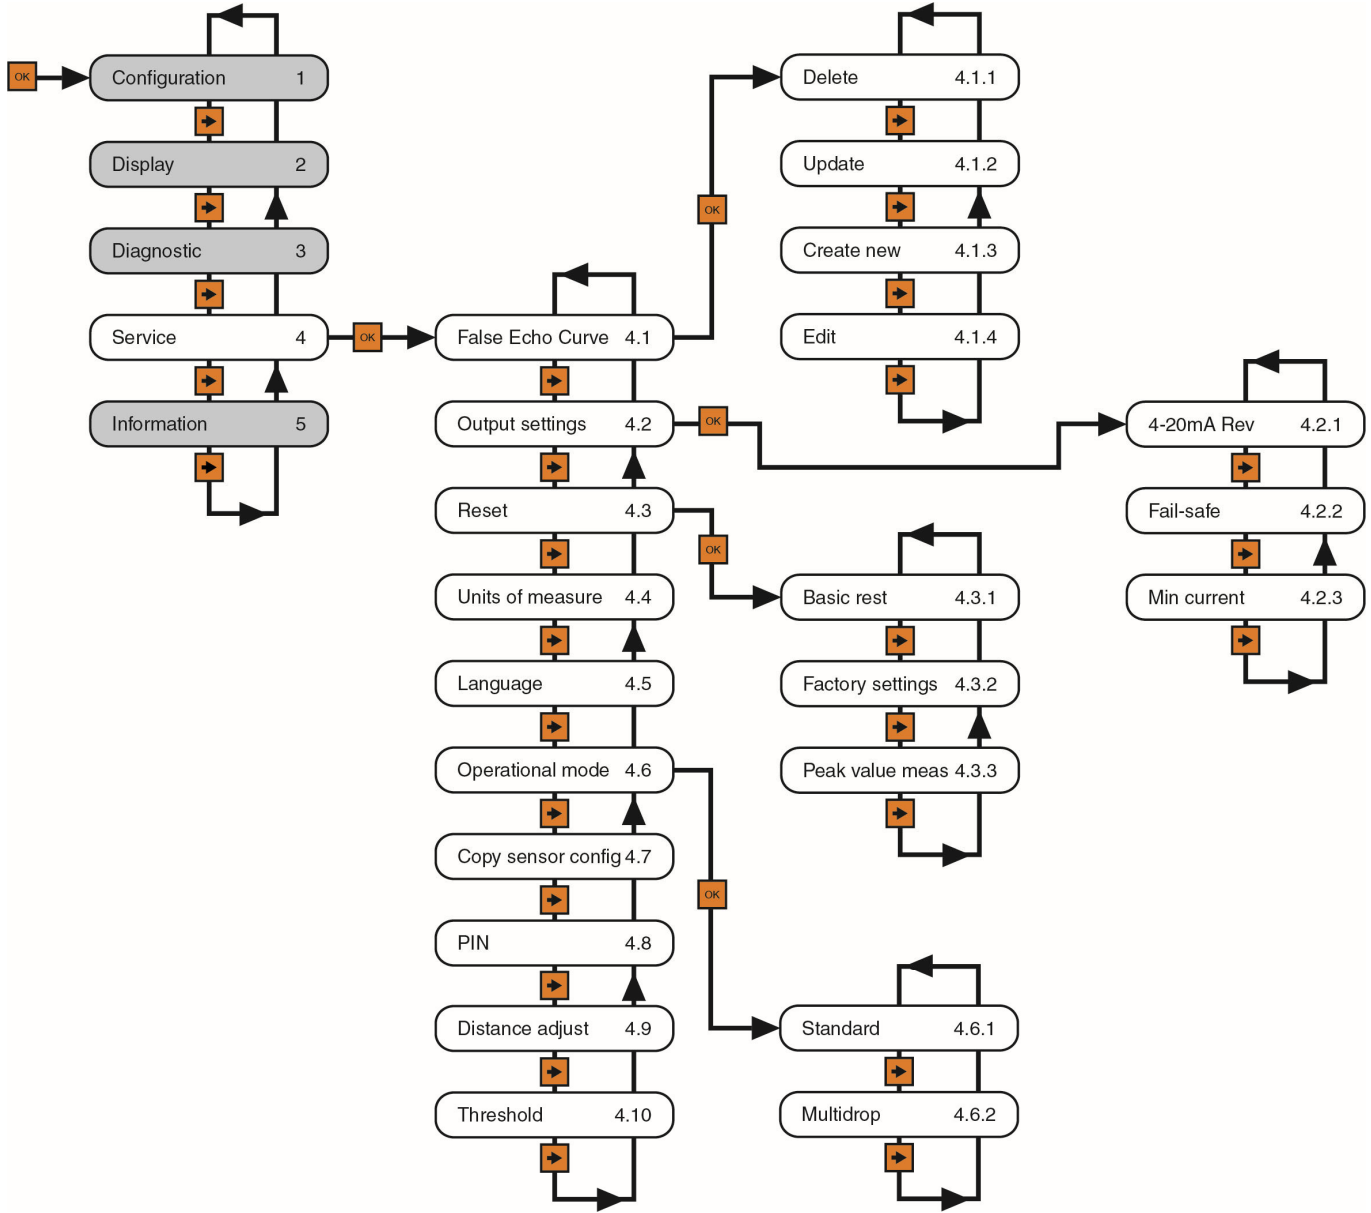 OK
Configuration 1
Display 2
Diagnostic 3
Service 4
Information 5
OK
False Echo Curve 4.1
Output settings 4.2
Reset 4.3
Units of measure 4.4
Language 4.5
Operational mode 4.6
Copy sensor config 4.7
PIN 4.8
Distance adjust 4.9
Threshold 4.10
OK
Delete 4.1.1
Update 4.1.2
Create new 4.1.3
Edit 4.1.4
OK
4-20mA Rev 4.2.1
Fail-safe 4.2.2
Min current 4.2.3
OK
Basic rest 4.3.1
Factory settings 4.3.2
Peak value meas 4.3.3
OK
Standard 4.6.1
Multidrop 4.6.2